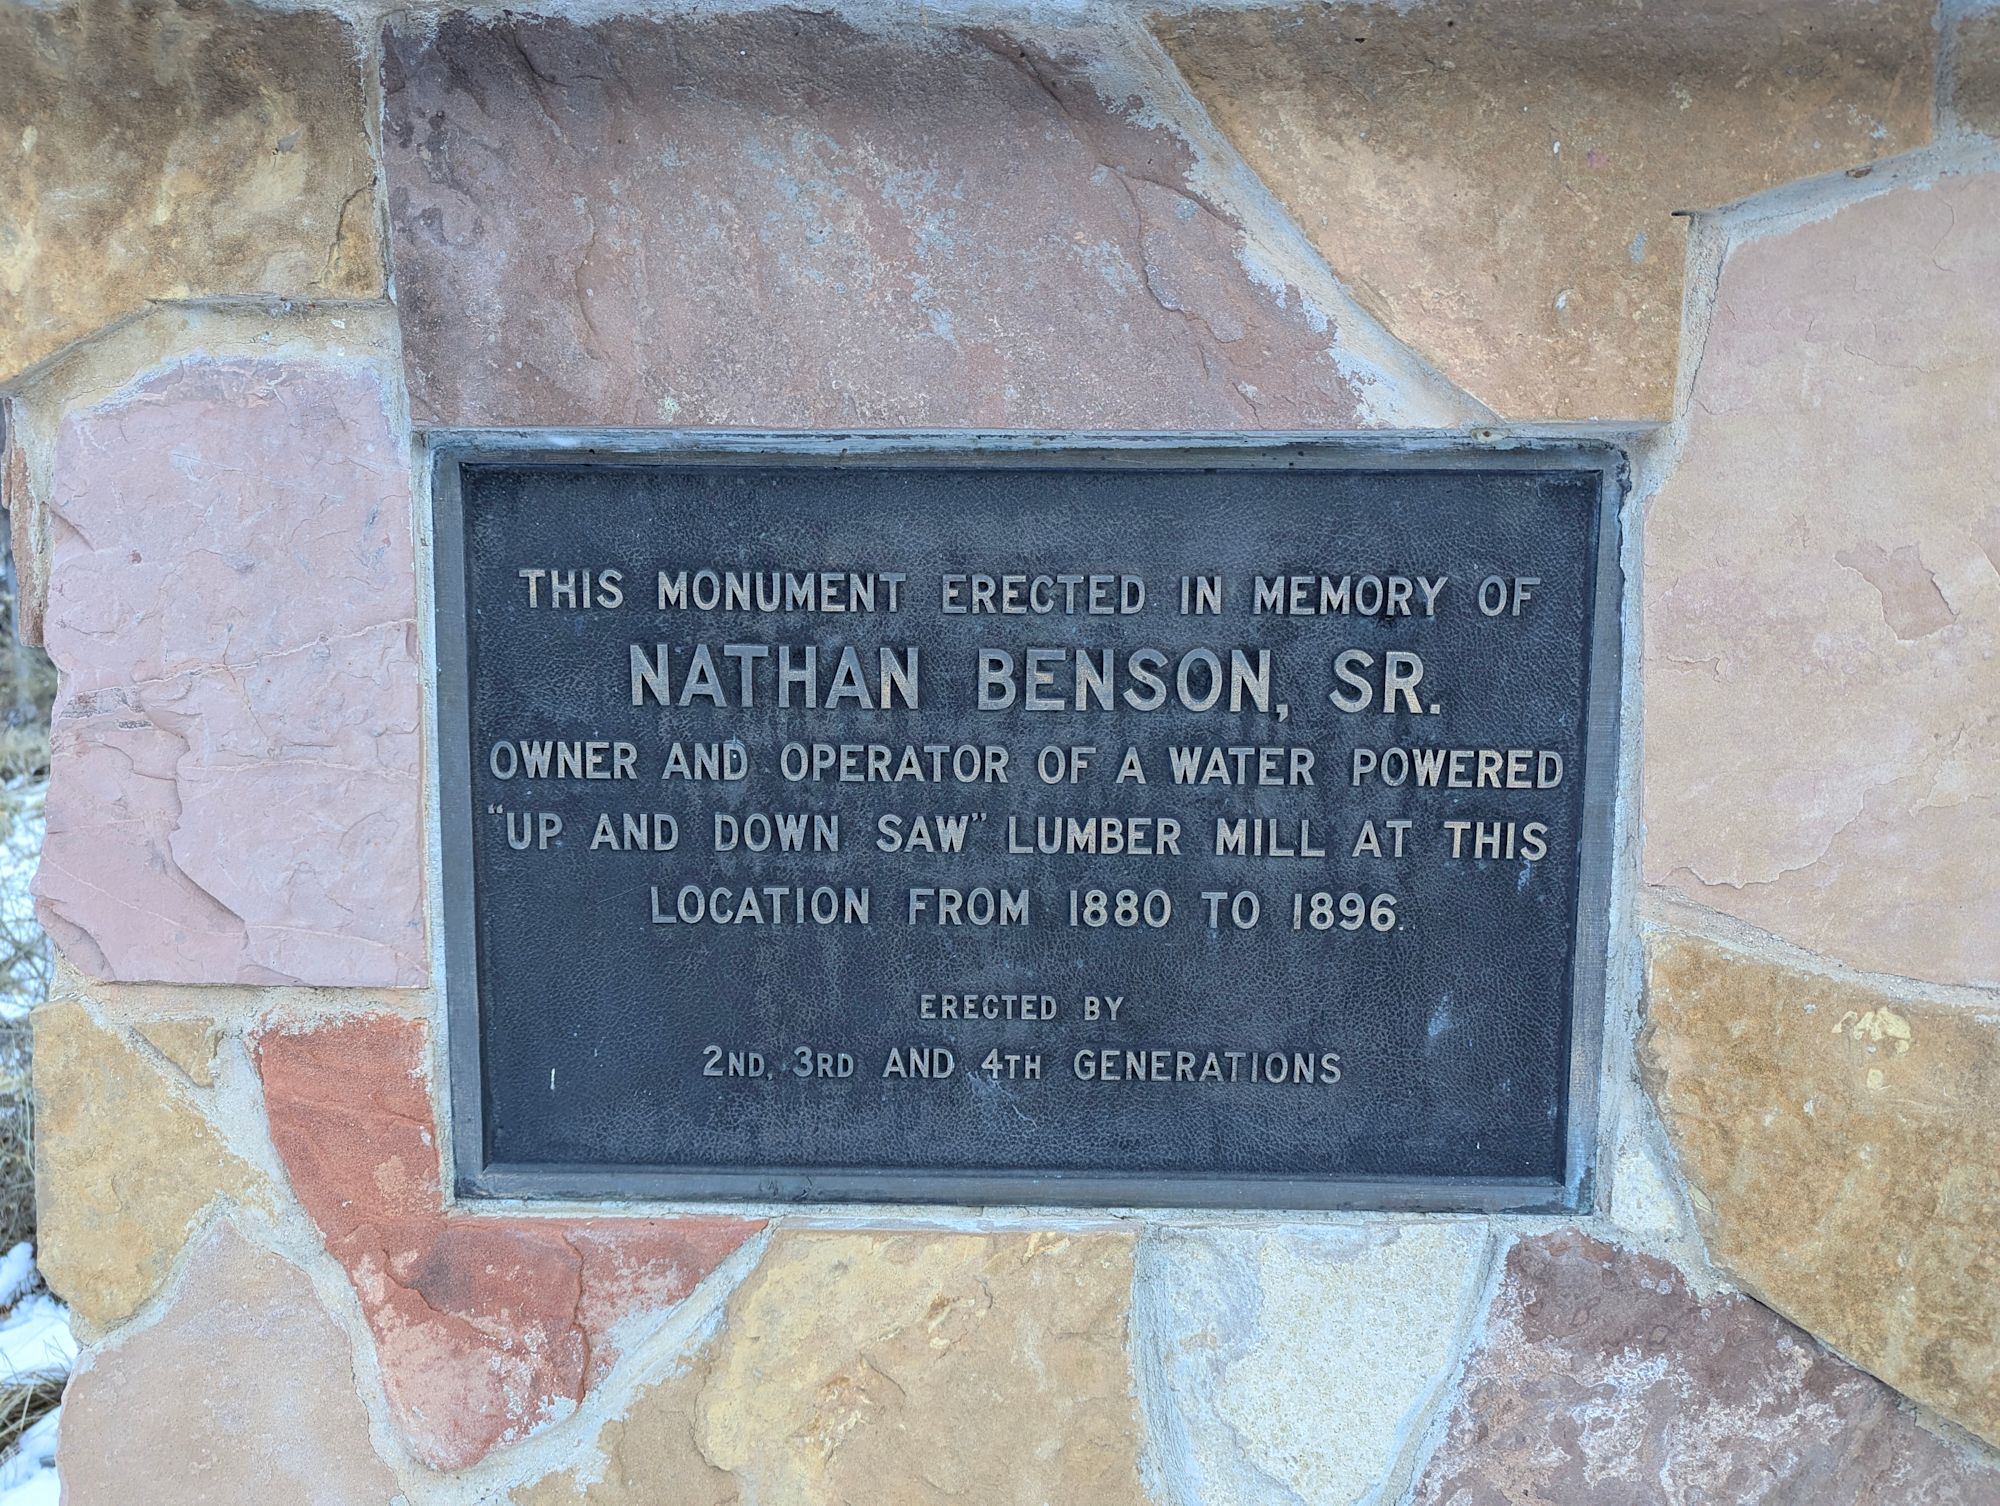 THIS MONUMENT ERECTED IN MEMORY OF
NATHAN BENSON, SR.
OWNER AND OPERATOR OF A WATER POWERED
"UP AND DOWN SAW" LUMBER MILL AT THIS
LOCATION FROM 1880 TO 1896.
ERECTED BY
2ND, 3RD AND 4TH GENERATIONS